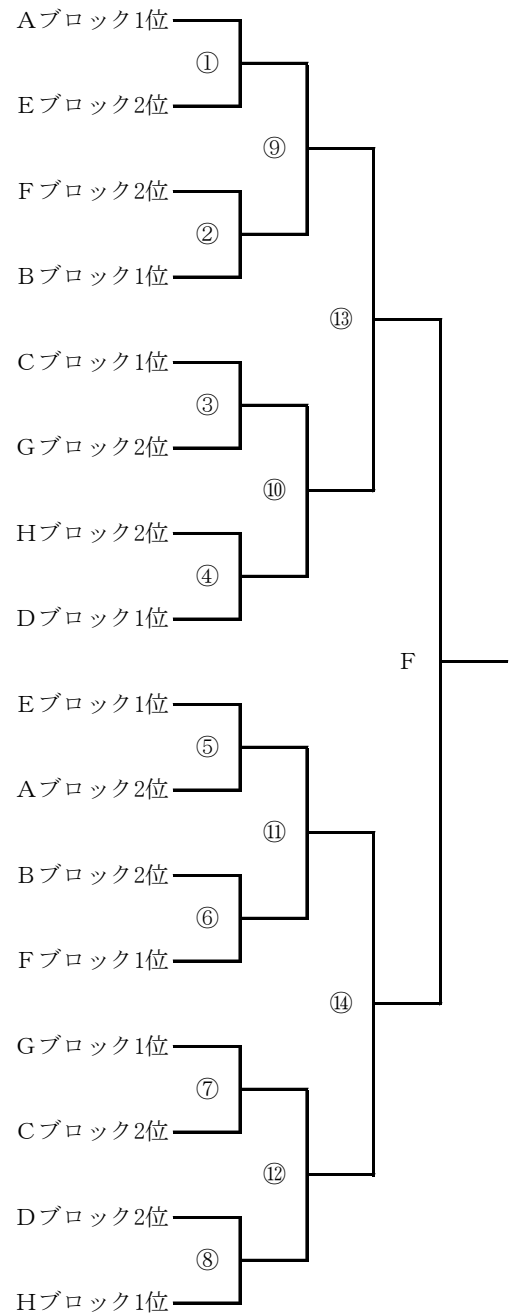 Ａブロック1位
①
Ｅブロック2位
⑨
Ｆブロック2位
②
Ｂブロック1位
⑬
Ｃブロック1位
③
Ｇブロック2位
⑩
Ｈブロック2位
④
Ｄブロック1位
Ｆ
Ｅブロック1位
⑤
Ａブロック2位
⑪
Ｂブロック2位
⑥
Ｆブロック1位
⑭
Ｇブロック1位
⑦
Ｃブロック2位
⑫
Ｄブロック2位
⑧
Ｈブロック1位